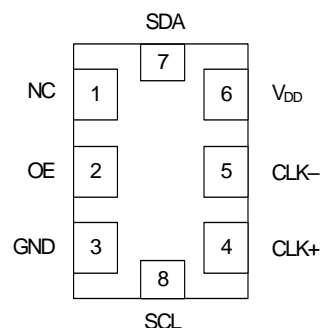 SDA
7
NC 1 6 VDD
OE 2 5 CLK–
GND 3 4 CLK+
8
SCL